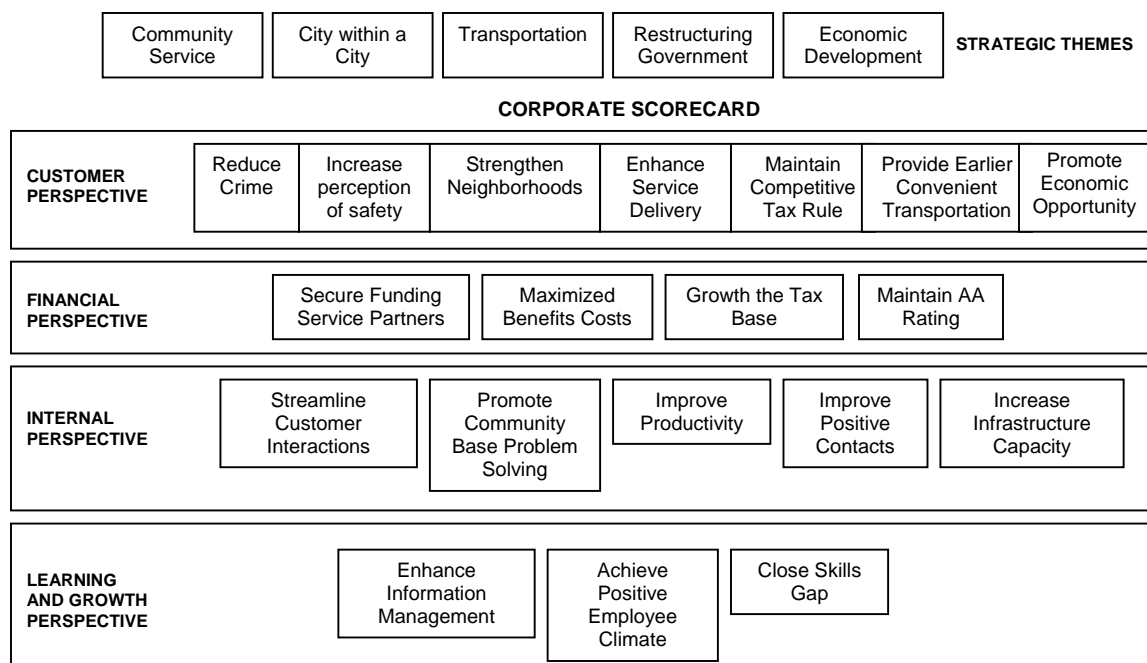 Community
Service
City within a
City
Transportation
Restructuring
Government
Economic
Development
STRATEGIC THEMES
CORPORATE SCORECARD
CUSTOMER
PERSPECTIVE
Reduce
Crime
Increase
perception
of safety
Strengthen
Neighborhoods
Enhance
Service
Delivery
Maintain
Competitive
Tax Rule
Provide Earlier
Convenient
Transportation
Promote
Economic
Opportunity
FINANCIAL
PERSPECTIVE
Secure Funding
Service Partners
Maximized
Benefits Costs
Growth the Tax
Base
Maintain AA
Rating
INTERNAL
PERSPECTIVE
Streamline
Customer
Interactions
Promote
Community
Base Problem
Solving
Improve
Productivity
Improve
Positive
Contacts
Increase
Infrastructure
Capacity
LEARNING
AND GROWTH
PERSPECTIVE
Enhance
Information
Management
Achieve
Positive
Employee
Climate
Close Skills
Gap